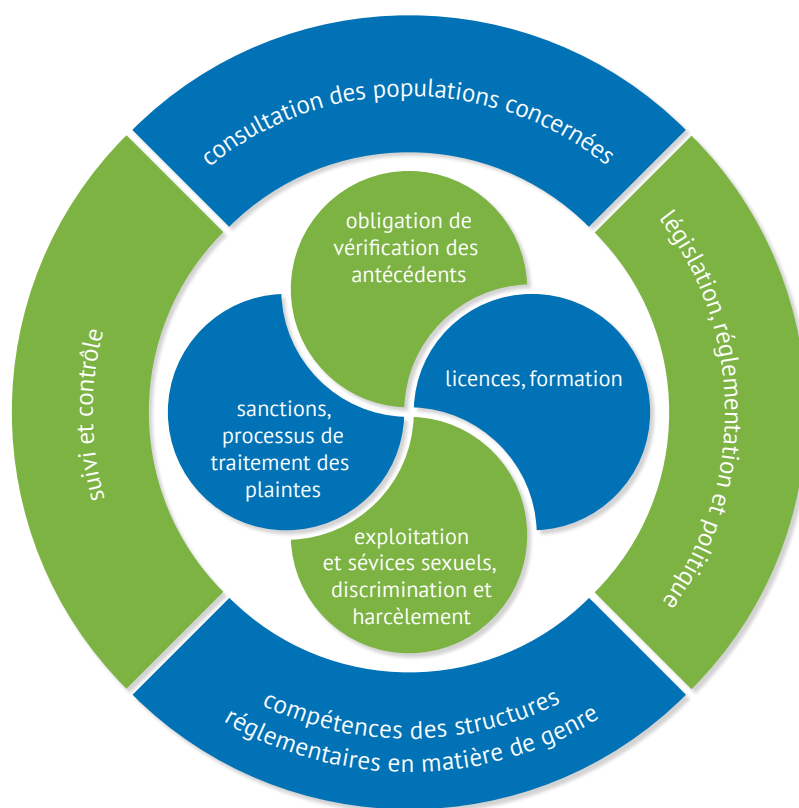 consultation des populations concernées
législation, réglementation et politique
compétences des structures
réglementaires en matière de genre
suivi et contrôle
obligation de
vérification des
antécédents
licences, formation
exploitation
et sévices sexuels,
discrimination et
harcèlement
sanctions,
processus de
traitement des
plaintes